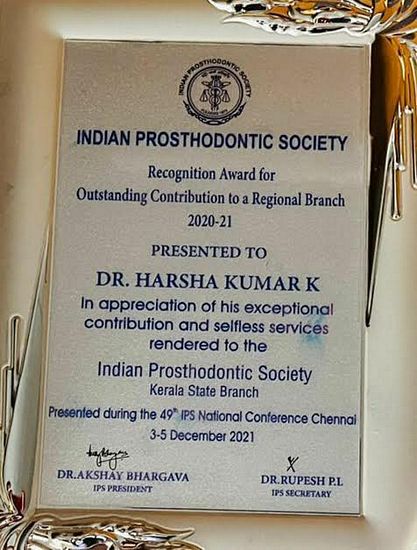 INDIAN PROSTHODONTIC SOCIETY
INDIAN PROSTHODONTIC SOCIETY
Recognition Award for
Outstanding Contribution to a Regional Branch
2020-21
PRESENTED TO
DR. HARSHA KUMAR K
In appreciation of his exceptional
contribution and selfless services
rendered to the
Indian Prosthodontic Society
Kerala State Branch
Presented during the 49th IPS National Conference Chennai
3-5 December 2021
DR.AKSHAY BHARGAVA
IPS PRESIDENT
DR.RUPESH P.L
IPS SECRETARY